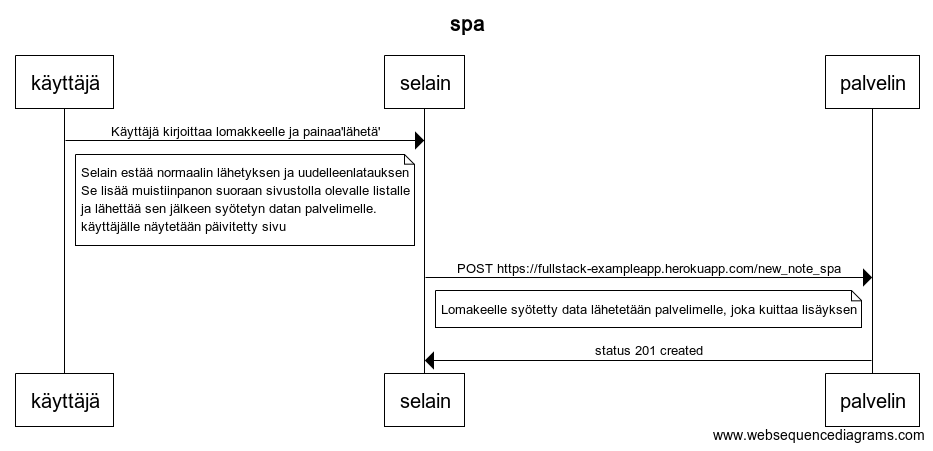 spa
käyttäjä
selain
palvelin
Käyttäjä kirjoittaa lomakkeelle ja painaa'lähetä'
Selain estää normaalin lähetyksen ja uudelleenlatauksen
Se lisää muistiinpanon suoraan sivustolla olevalle listalle
ja lähettää sen jälkeen syötetyn datan palvelimelle.
käyttäjälle näytetään päivitetty sivu
POST https://fullstack-exampleapp.herokuapp.com/new_note_spa
Lomakeelle syötetty data lähetetään palvelimelle, joka kuittaa lisäyksen
status 201 created
käyttäjä
selain
palvelin
www.websequencediagrams.com